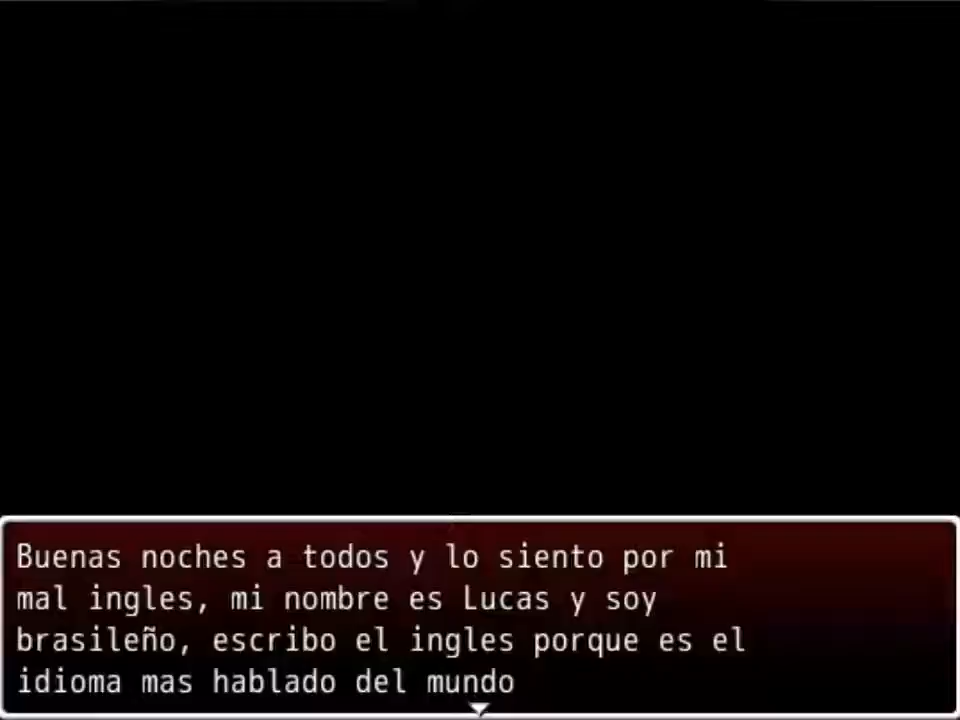 Buenas noches a todos y lo siento por mi
mal ingles, mi nombre es Lucas y soy
brasileño, escribo el ingles porque es el
idioma mas hablado del mundo